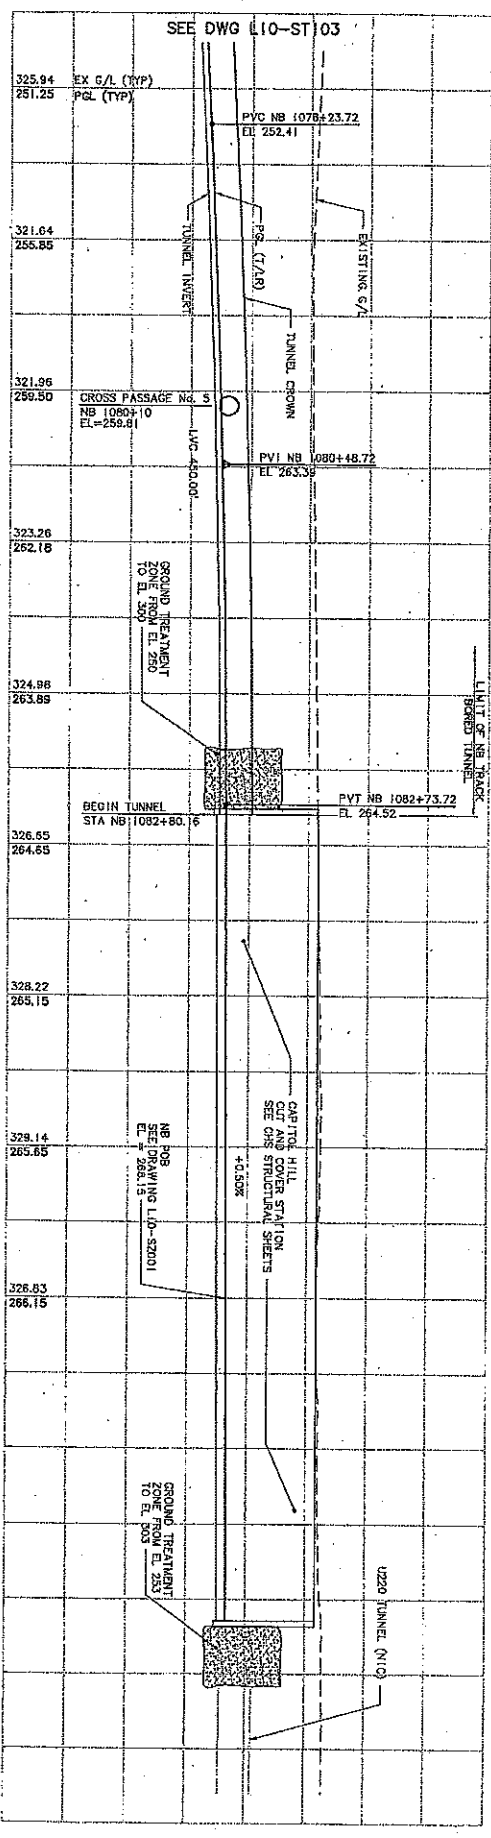 SEE DWG L10-ST103
325.94 EX G/L (TYP)
251.25 PGL (TYP)
PVC NB 1078+23.72
EL 252.41
321.64
255.85
TUNNEL INVERT
PGL (T/LR)
TUNNEL CROWN
EXISTING G/L
321.96
259.50
CROSS PASSAGE No. 5
NB 1080+10
EL=259.81
LVC 450.00'
PVI NB 1080+48.72
EL 263.39
323.26
262.18
GROUND TREATMENT
ZONE FROM EL 250
TO EL 300
324.98
263.89
LIMIT OF NB TRACK
BORED TUNNEL
BEGIN TUNNEL
STA NB 1082+80.16
PVT NB 1082+73.72
EL 264.52
326.55
264.65
328.22
265.15
CAPITOL HILL
CUT AND COVER STATION
SEE CHS STRUCTURAL SHEETS
+0.50%
329.14
265.65
NB POB
SEE DRAWING L10-SZ001
EL = 266.15
326.83
266.15
GROUND TREATMENT
ZONE FROM EL 253
TO EL 303
U220 TUNNEL (NIC)